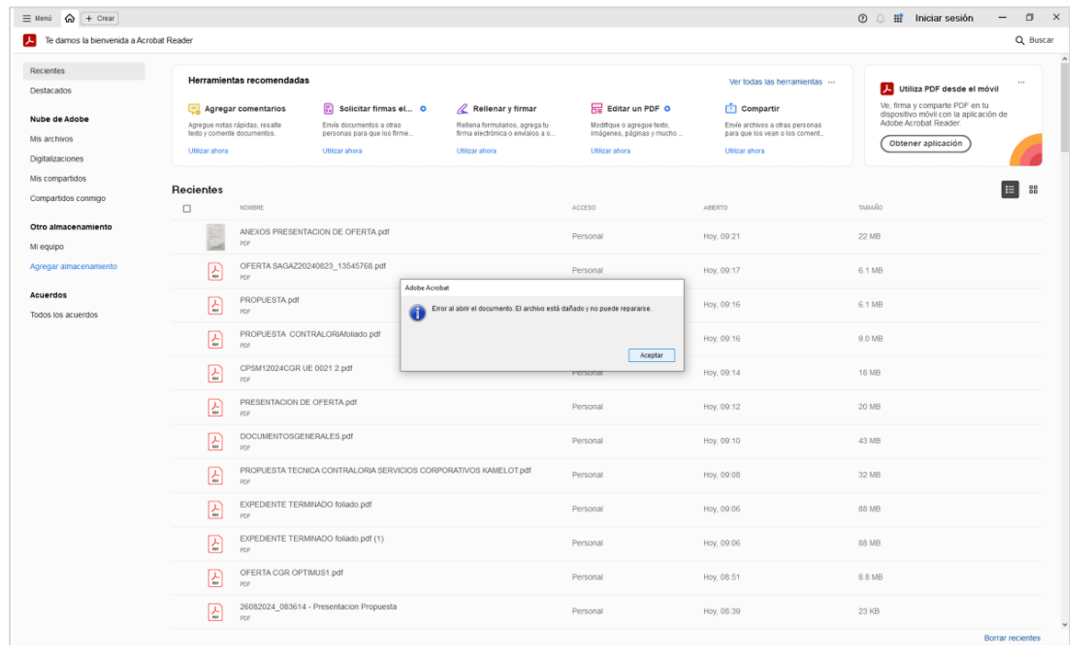 Menú
+ Crear
Iniciar sesión
Te damos la bienvenida a Acrobat Reader
Buscar
Recientes
Destacados
Nube de Adobe
Mis archivos
Digitalizaciones
Mis compartidos
Compartidos conmigo
Otro almacenamiento
Mi equipo
Agregar almacenamiento
Acuerdos
Todos los acuerdos
Herramientas recomendadas
Ver todas las herramientas ...
Agregar comentarios
Agregue notas rápidas, resalte
texto y comente documentos.
Utilizar ahora
Solicitar firmas el...
Envíe documentos a otras
personas para que los firme...
Utilizar ahora
Rellenar y firmar
Rellena formularios, agrega tu
firma electrónica o envíalos a o...
Utilizar ahora
Editar un PDF
Modifique o agregue texto,
imágenes, páginas y mucho ...
Utilizar ahora
Compartir
Envíe archivos a otras personas
para que los vean o los coment...
Utilizar ahora
Utiliza PDF desde el móvil
...
Ve, firma y comparte PDF en tu
dispositivo móvil con la aplicación de
Adobe Acrobat Reader.
Obtener aplicación
Recientes
NOMBRE ACCESO ABIERTO TAMAÑO
ANEXOS PRESENTACION DE OFERTA.pdf
PDF
Personal Hoy, 09:21 22 MB
OFERTA SAGAZ20240823_13545768.pdf
PDF
Personal Hoy, 09:17 6.1 MB
PROPUESTA.pdf
PDF
Hoy, 09:16 6.1 MB
PROPUESTA CONTRALORIAfoliado.pdf
PDF
Hoy, 09:16 9.0 MB
CPSM12024CGR UE 0021 2.pdf
PDF
Personal Hoy, 09:14 18 MB
PRESENTACION DE OFERTA.pdf
PDF
Personal Hoy, 09:12 20 MB
DOCUMENTOSGENERALES.pdf
PDF
Personal Hoy, 09:10 43 MB
PROPUESTA TECNICA CONTRALORIA SERVICIOS CORPORATIVOS KAMELOT.pdf
PDF
Personal Hoy, 09:08 32 MB
EXPEDIENTE TERMINADO foliado.pdf
PDF
Personal Hoy, 09:06 88 MB
EXPEDIENTE TERMINADO foliado.pdf (1)
PDF
Personal Hoy, 09:06 88 MB
OFERTA CGR OPTIMUS1.pdf
PDF
Personal Hoy, 08:51 8.8 MB
26082024_083614 - Presentacion Propuesta
PDF
Personal Hoy, 08:39 23 KB
Adobe Acrobat
Error al abrir el documento. El archivo está dañado y no puede repararse.
Aceptar
Borrar recientes